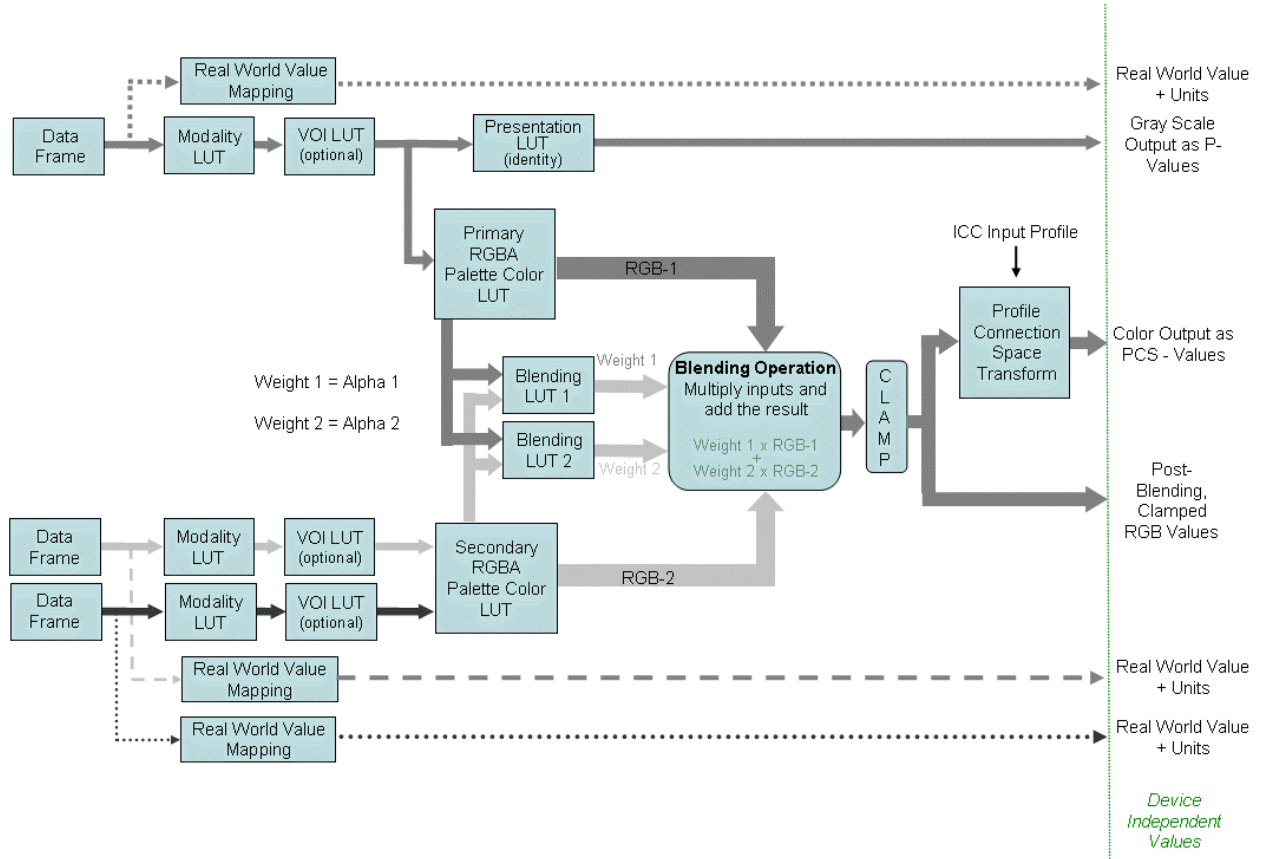 Real World Value
Mapping
Real World Value
+ Units
Data
Frame
Modality
LUT
VOI LUT
(optional)
Presentation
LUT
(identity)
Gray Scale
Output as P-
Values
Primary
RGBA
Palette Color
LUT
RGB-1
ICC Input Profile
Profile
Connection
Space
Transform
Color Output as
PCS - Values
Weight 1 = Alpha 1
Weight 2 = Alpha 2
Blending
LUT 1
Weight 1
Blending
LUT 2
Weight 2
Blending Operation
Multiply inputs and
add the result
Weight 1 x RGB-1
+
Weight 2 x RGB-2
C
L
A
M
P
Post-
Blending,
Clamped
RGB Values
Data
Frame
Modality
LUT
VOI LUT
(optional)
Secondary
RGBA
Palette Color
LUT
RGB-2
Data
Frame
Modality
LUT
VOI LUT
(optional)
Real World Value
Mapping
Real World Value
+ Units
Real World Value
Mapping
Real World Value
+ Units
Device
Independent
Values